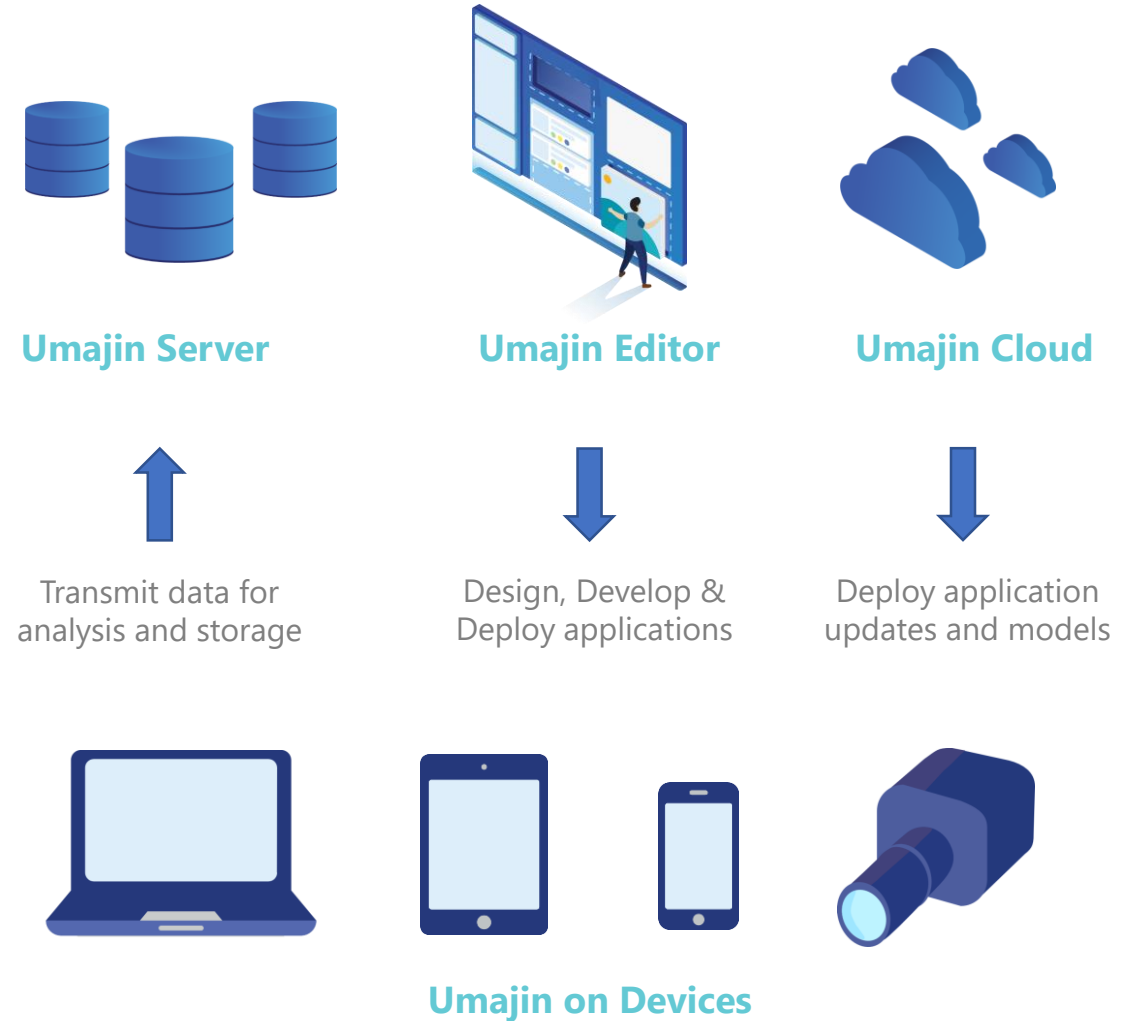 Umajin Server
Umajin Editor
Umajin Cloud
Transmit data for
analysis and storage
Design, Develop &
Deploy applications
Deploy application
updates and models
Umajin on Devices